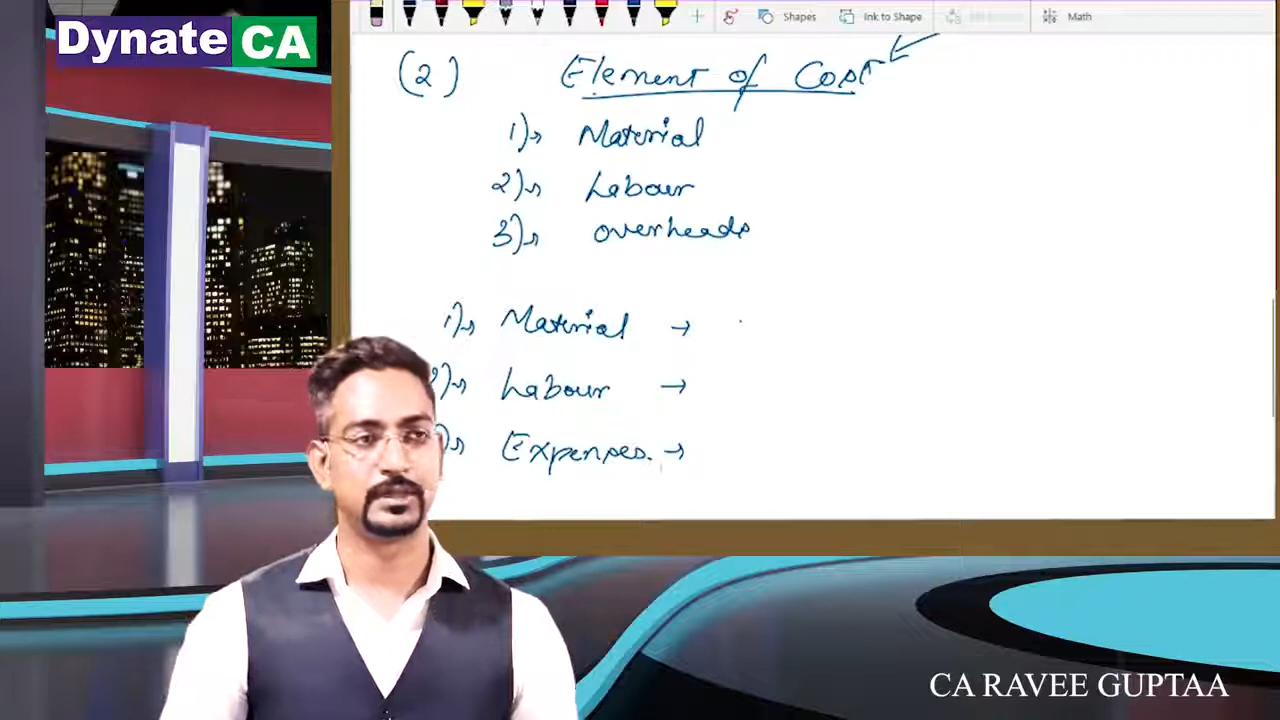 Dynate CA
Shapes
Ink to Shape
Math
(2) Element of Cost
1) Material
2) Labour
3) overheads
1) Material →
2) Labour →
) Expenses. →
CA RAVEE GUPTAA